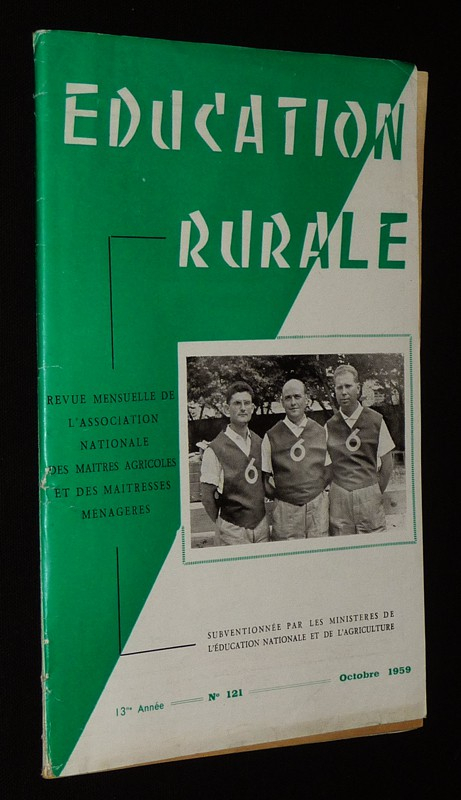 EDUCATION
RURALE
REVUE MENSUELLE DE
L'ASSOCIATION
NATIONALE
DES MAITRES AGRICOLES
ET DES MAITRESSES
MÉNAGÈRES
6 6 6
SUBVENTIONNÉE PAR LES MINISTÈRES DE
L'ÉDUCATION NATIONALE ET DE L'AGRICULTURE
13me Année N° 121 Octobre 1959